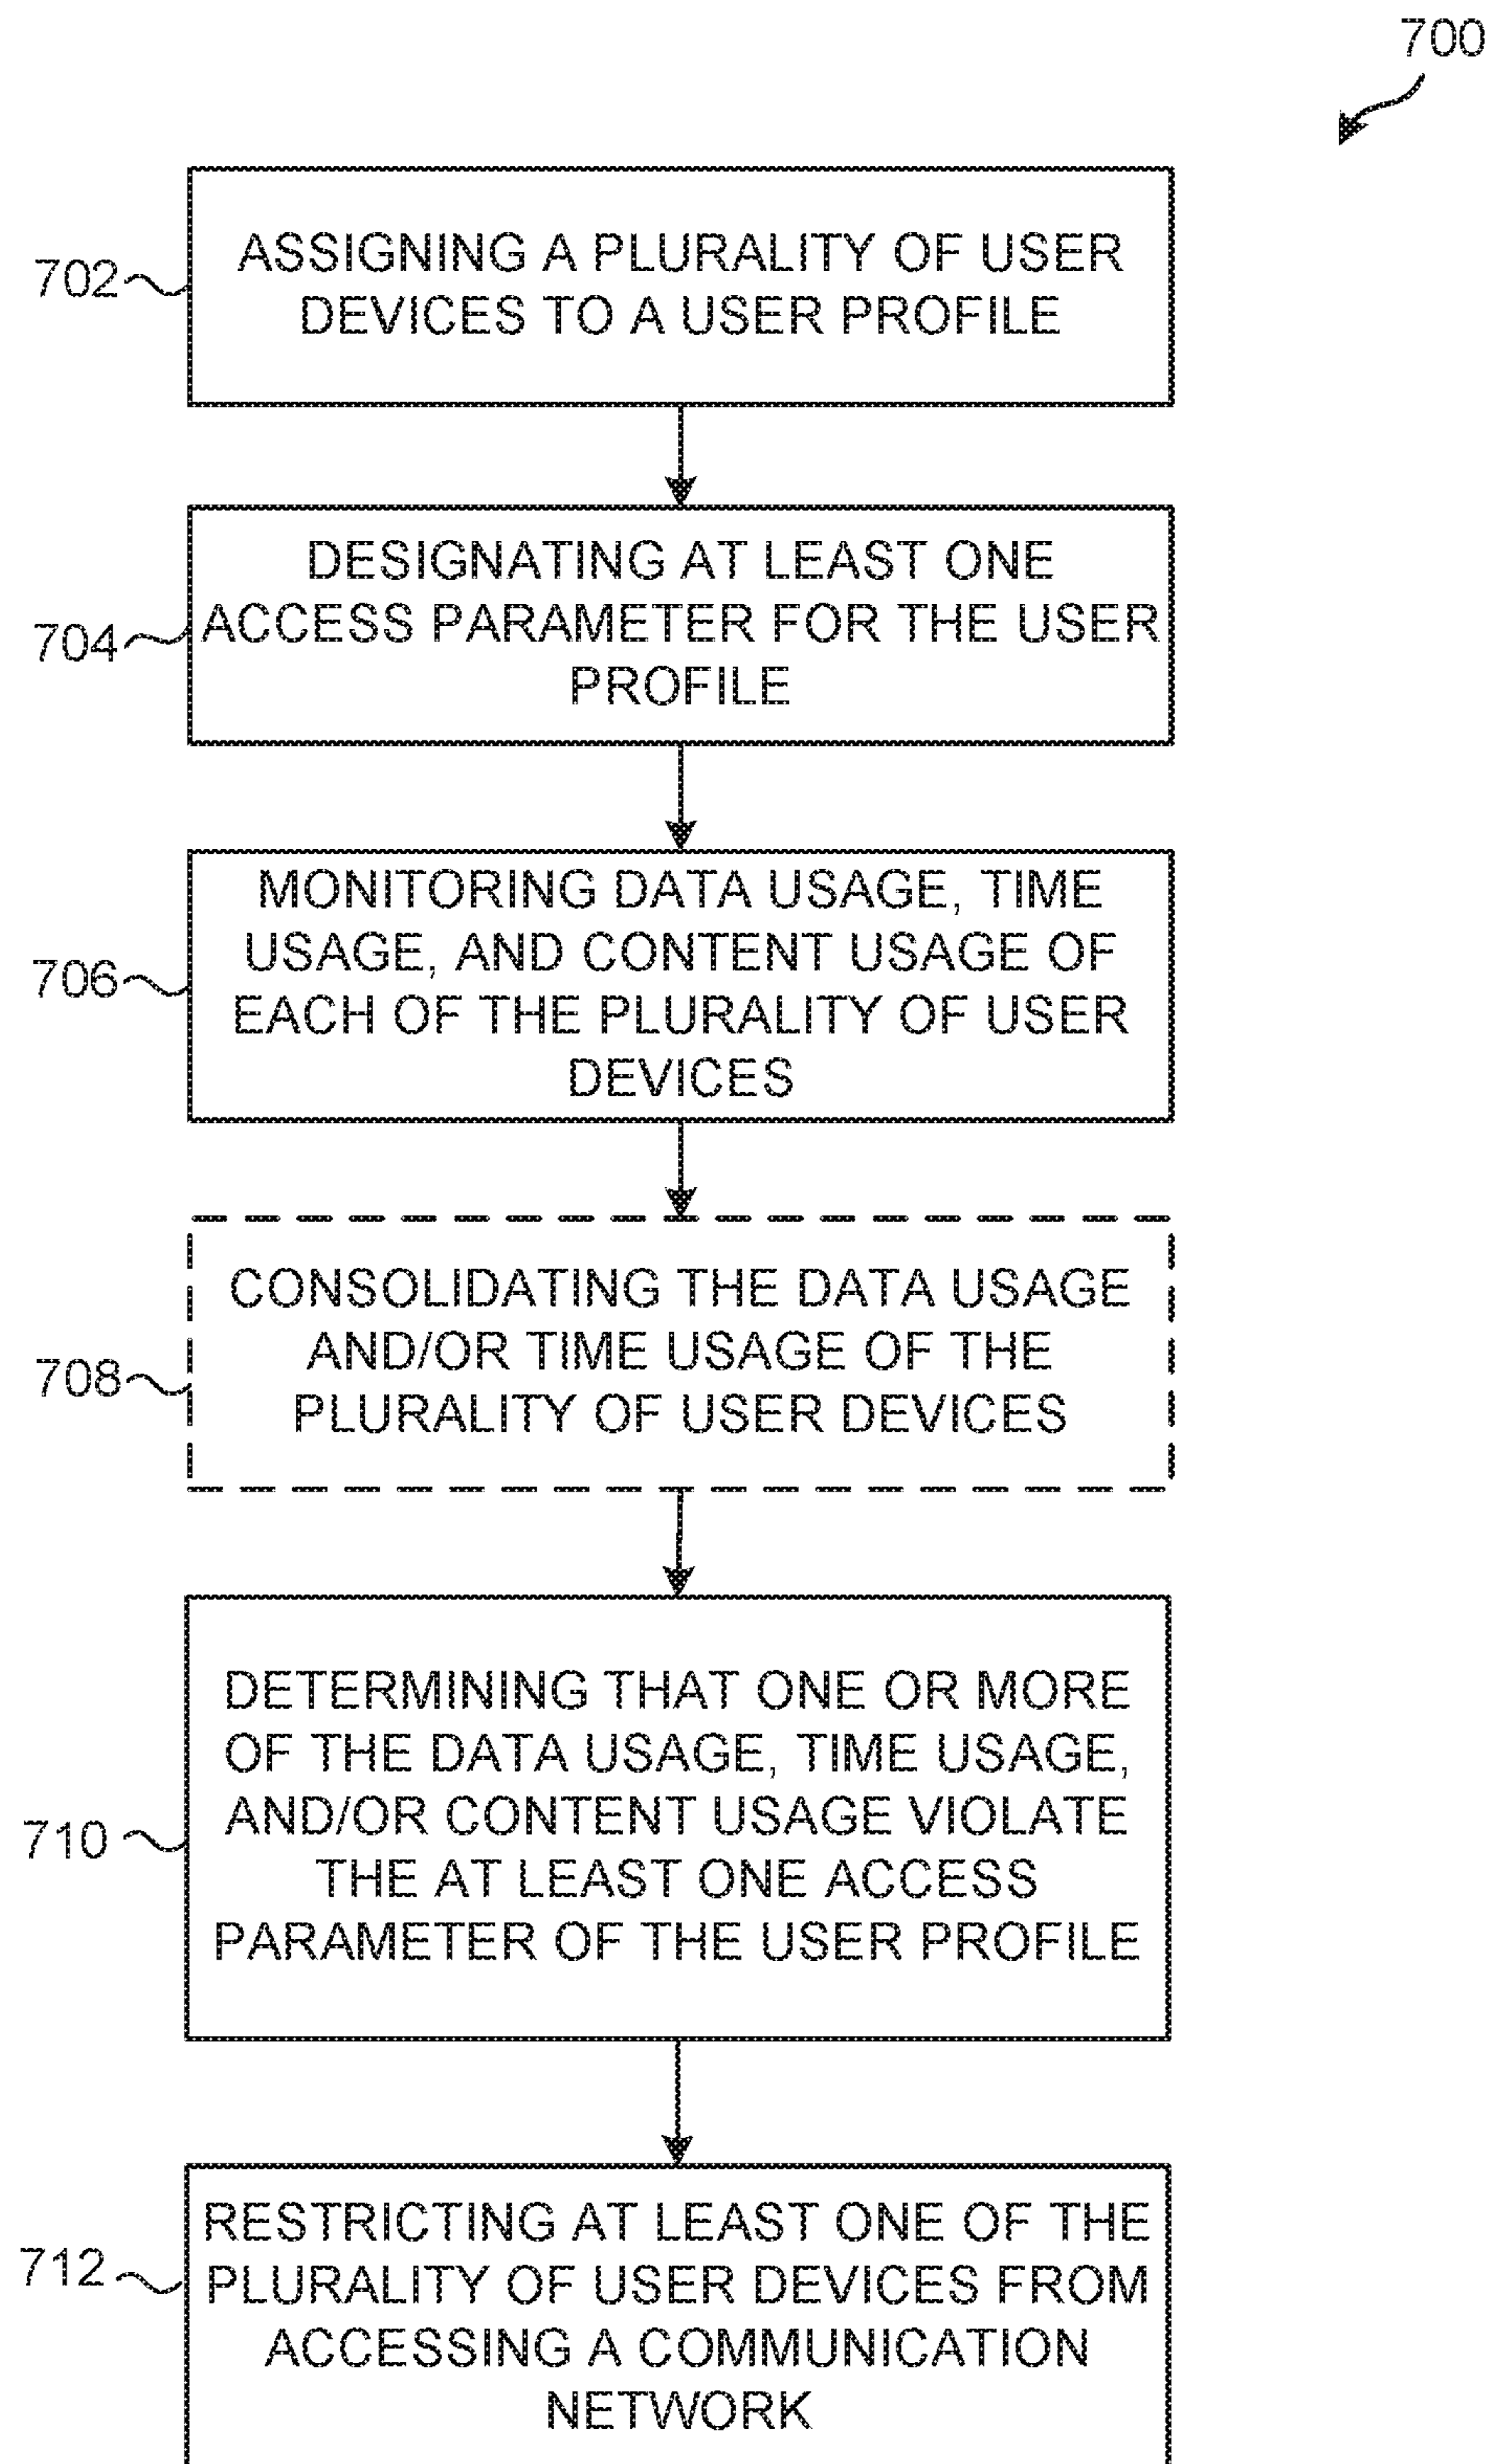 700
702
ASSIGNING A PLURALITY OF USER
DEVICES TO A USER PROFILE
704
DESIGNATING AT LEAST ONE
ACCESS PARAMETER FOR THE USER
PROFILE
706
MONITORING DATA USAGE, TIME
USAGE, AND CONTENT USAGE OF
EACH OF THE PLURALITY OF USER
DEVICES
708
CONSOLIDATING THE DATA USAGE
AND/OR TIME USAGE OF THE
PLURALITY OF USER DEVICES
710
DETERMINING THAT ONE OR MORE
OF THE DATA USAGE, TIME USAGE,
AND/OR CONTENT USAGE VIOLATE
THE AT LEAST ONE ACCESS
PARAMETER OF THE USER PROFILE
712
RESTRICTING AT LEAST ONE OF THE
PLURALITY OF USER DEVICES FROM
ACCESSING A COMMUNICATION
NETWORK